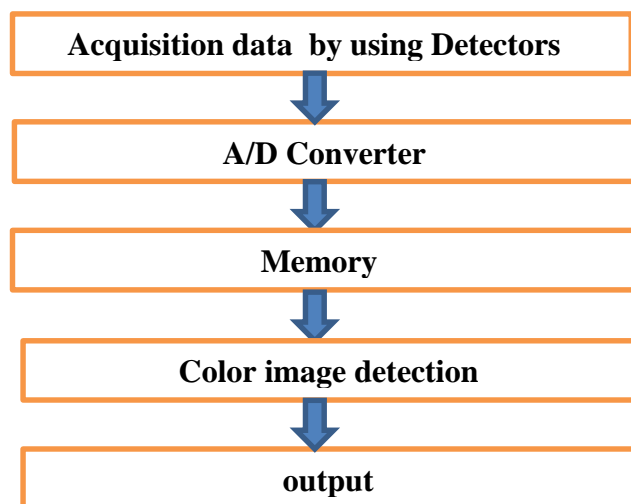 Acquisition data by using Detectors
A/D Converter
Memory
Color image detection
output